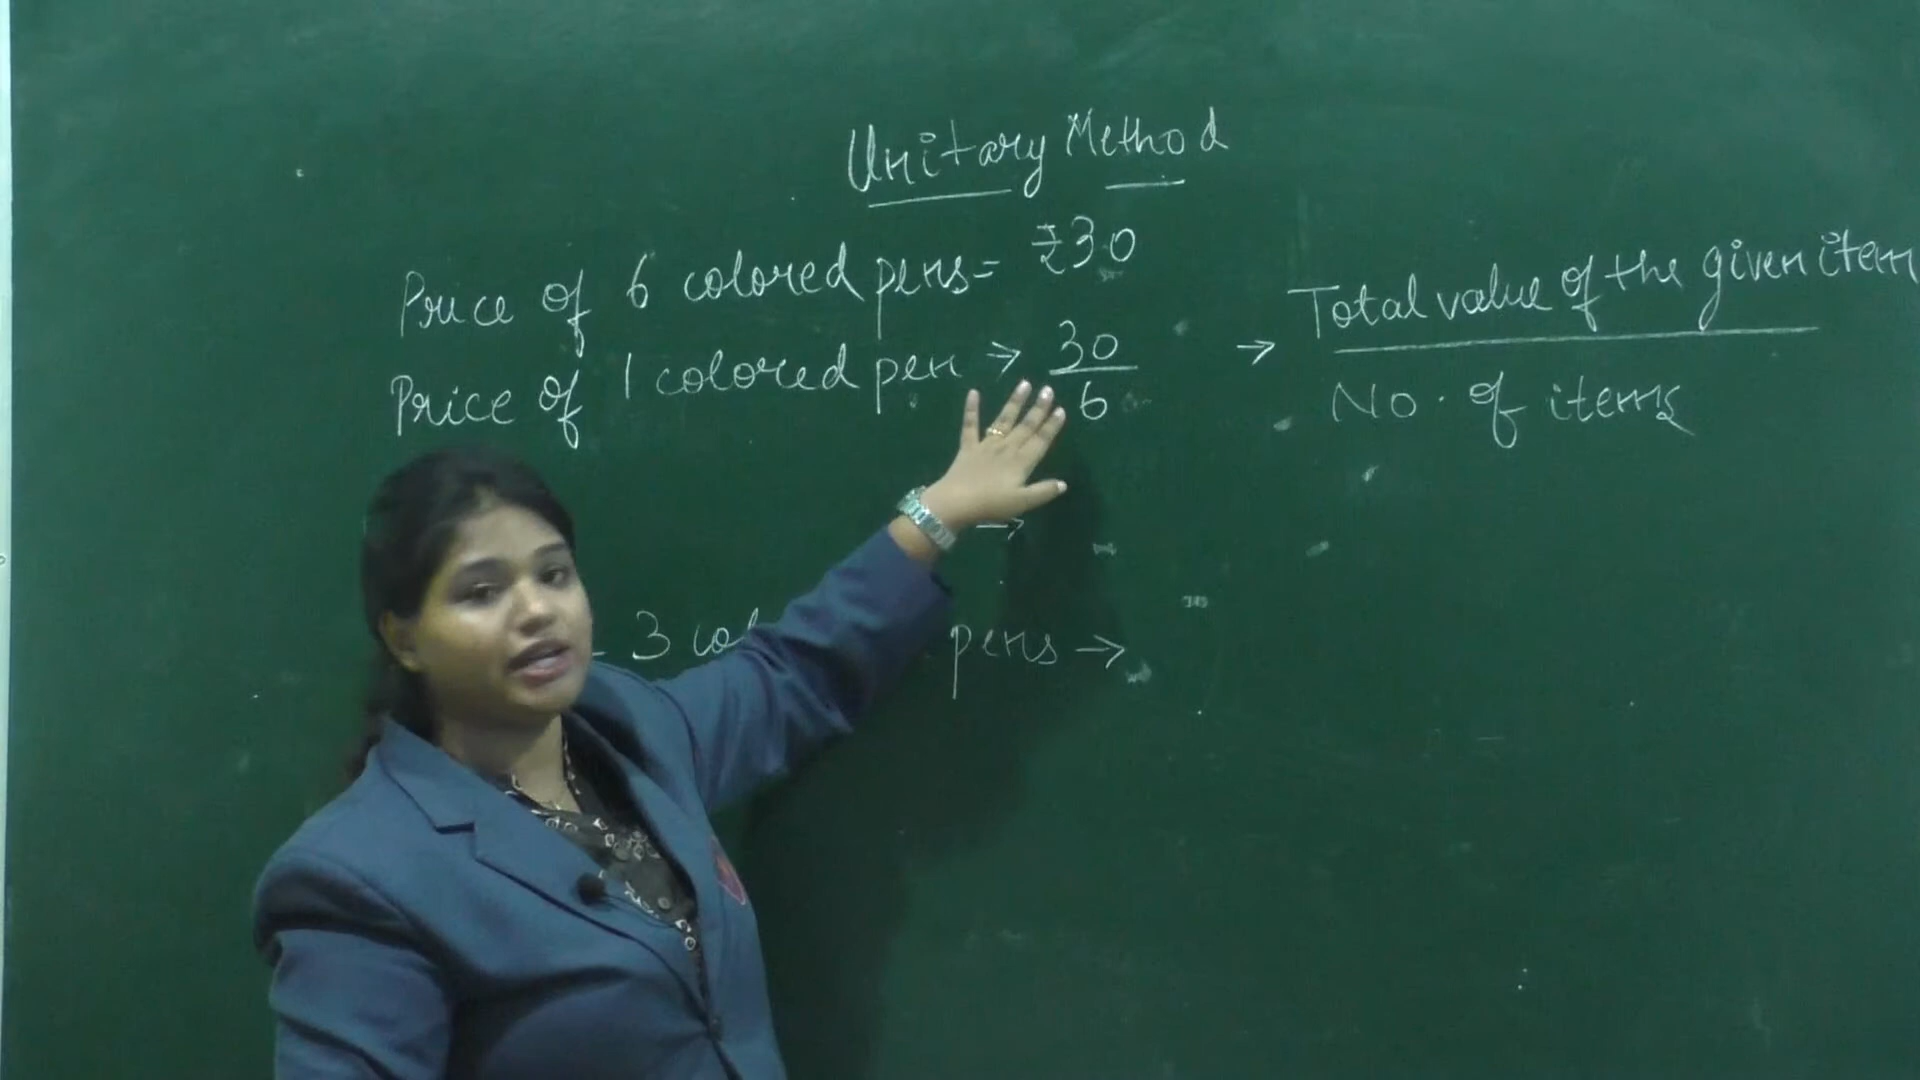 Unitary Method
Price of 6 colored pens = ₹30
Price of 1 colored pen → 30/6 → Total value of the given item / No. of items
→
3 pens →